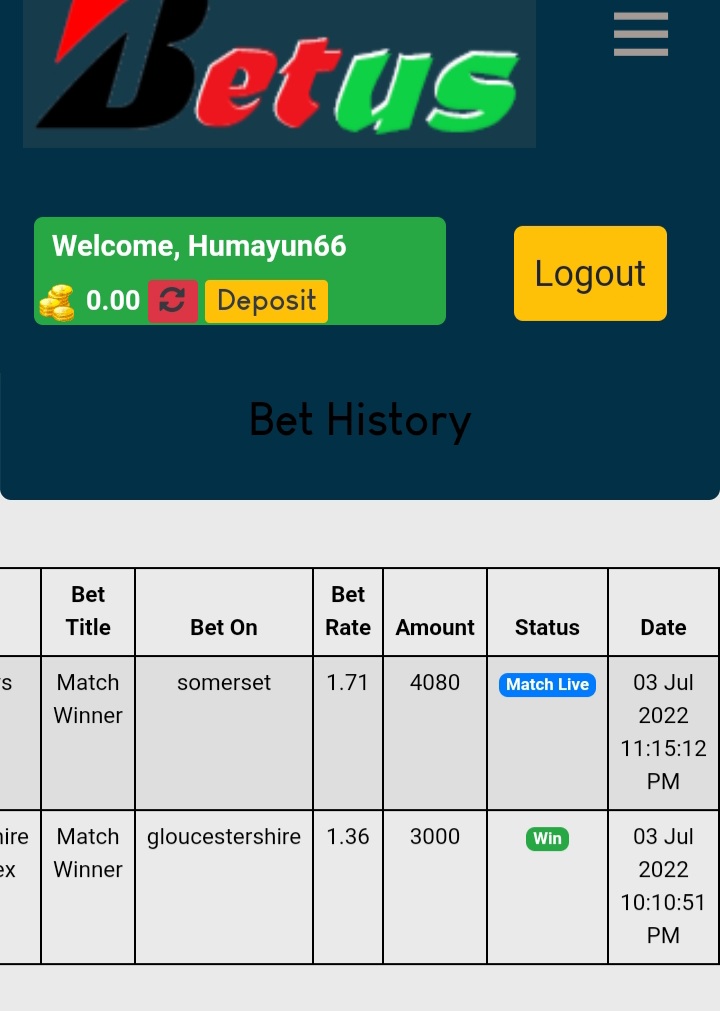 Betus
Welcome, Humayun66
0.00 Deposit
Logout
Bet History
Bet Title Bet On Bet Rate Amount Status Date
s Match Winner somerset 1.71 4080 Match Live 03 Jul 2022 11:15:12 PM
ire ex Match Winner gloucestershire 1.36 3000 Win 03 Jul 2022 10:10:51 PM